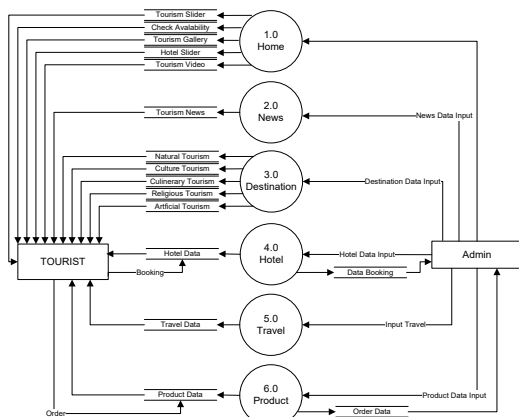 Tourism Slider
Check Avalability
Tourism Gallery
Hotel Slider
Tourism Video
1.0
Home
Tourism News
2.0
News
News Data Input
Natural Tourism
Culture Tourism
Culinerary Tourism
Religious Tourism
Artficial Tourism
3.0
Destination
Destination Data Input
TOURIST
Hotel Data
Booking
4.0
Hotel
Hotel Data Input
Data Booking
Admin
Travel Data
5.0
Travel
Input Travel
Product Data
Order
6.0
Product
Product Data Input
Order Data